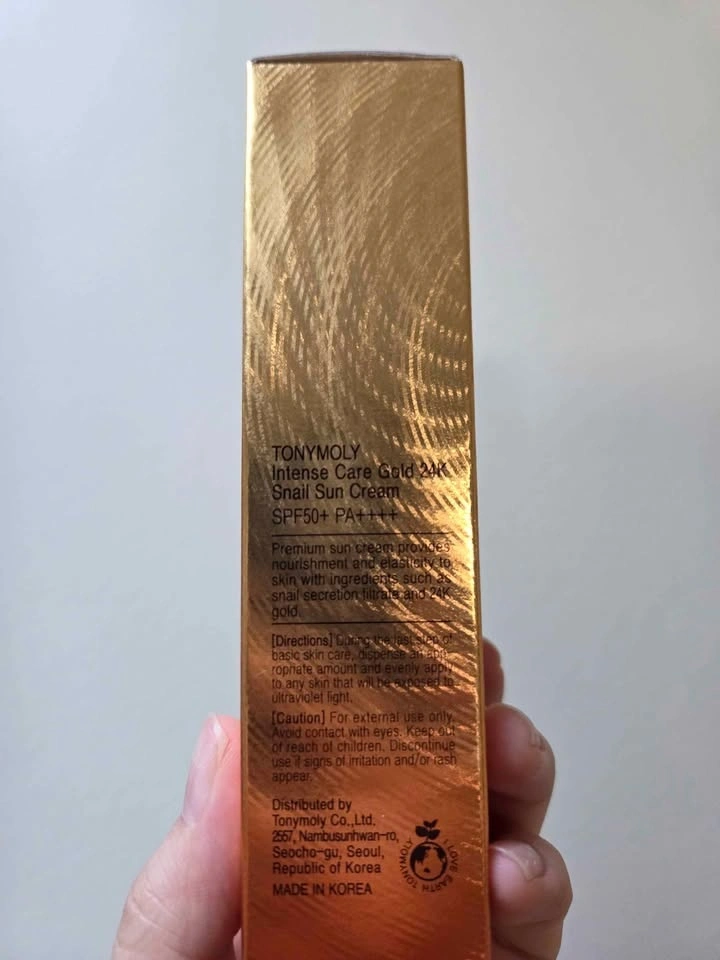 TONYMOLY
Intense Care Gold 24K
Snail Sun Cream
SPF50+ PA++++
Premium sun cream provides
nourishment and elasticity to
skin with ingredients such as
snail secretion filtrate and 24K
gold.
[Directions] During the last step of
basic skin care, dispense an app-
ropriate amount and evenly apply
to any skin that will be exposed to
ultraviolet light.
[Caution] For external use only.
Avoid contact with eyes. Keep out
of reach of children. Discontinue
use if signs of irritation and/or rash
appear.
Distributed by
Tonymoly Co.,Ltd.
2557, Nambusunhwan-ro,
Seocho-gu, Seoul,
Republic of Korea
MADE IN KOREA
TONYMOLY I LOVE EARTH